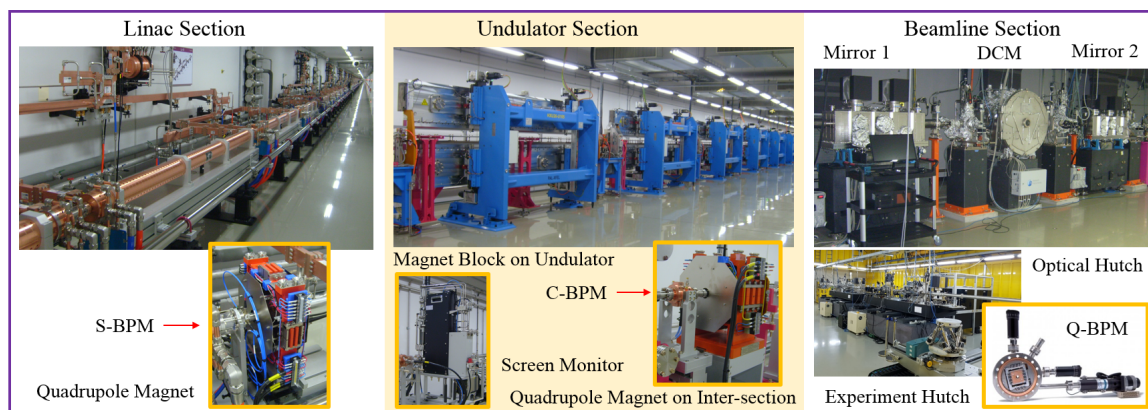 Linac Section
S-BPM
Quadrupole Magnet
Undulator Section
Magnet Block on Undulator
C-BPM
Screen Monitor
Quadrupole Magnet on Inter-section
Beamline Section
Mirror 1
DCM
Mirror 2
Optical Hutch
Q-BPM
Experiment Hutch